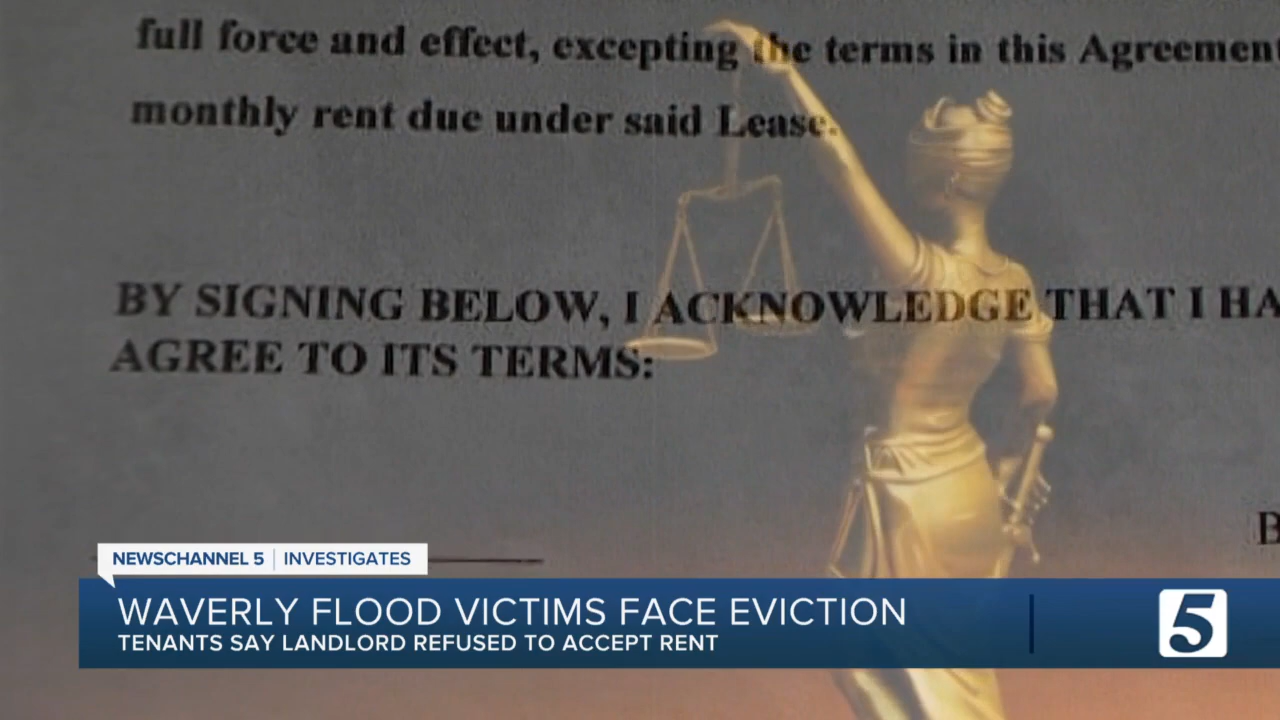 full force and effect, excepting the terms in this Agreement
monthly rent due under said Lease.
BY SIGNING BELOW, I ACKNOWLEDGE THAT I HA
AGREE TO ITS TERMS:
B
NEWSCHANNEL 5 | INVESTIGATES
WAVERLY FLOOD VICTIMS FACE EVICTION
TENANTS SAY LANDLORD REFUSED TO ACCEPT RENT
5